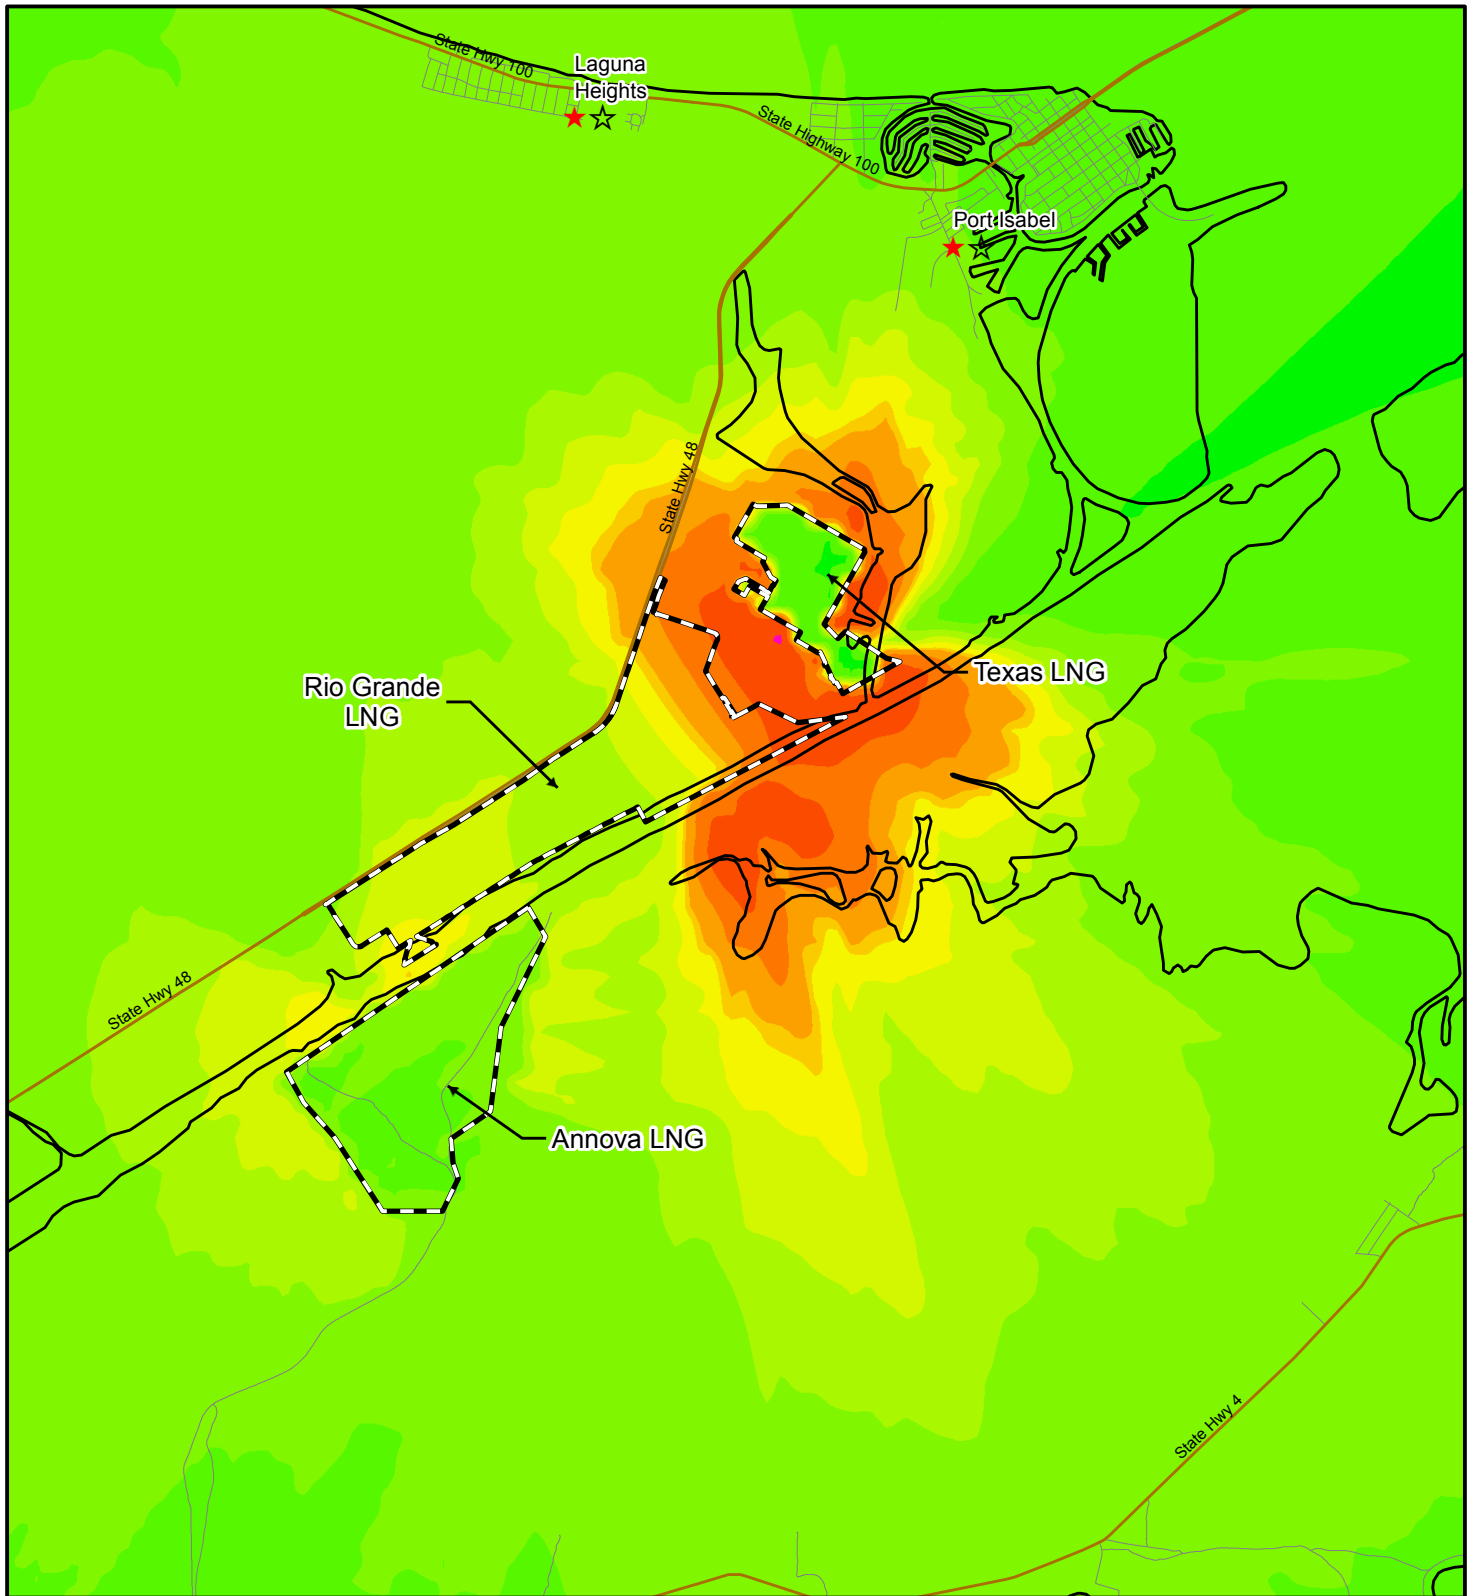 State Hwy 100
Laguna
Heights
State Highway 100
Port Isabel
State Hwy 48
Texas LNG
Rio Grande
LNG
State Hwy 48
Annova LNG
State Hwy 4